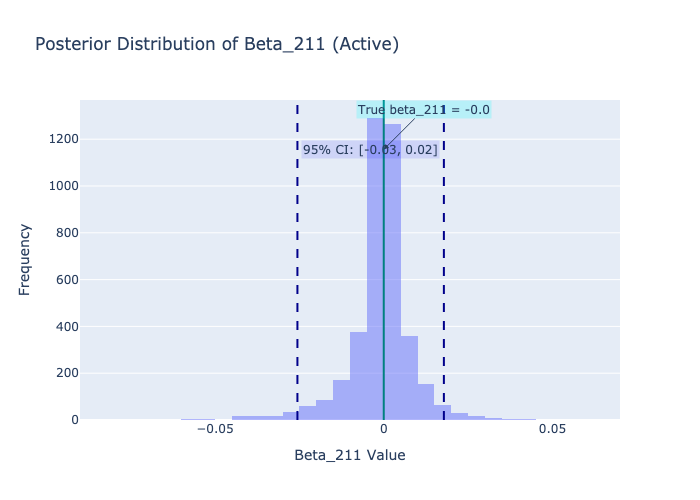 Posterior Distribution of Beta_211 (Active)
True beta_211 = -0.0
95% CI: [-0.03, 0.02]
1200
1000
800
600
400
200
0
Frequency
−0.05
0
0.05
Beta_211 Value